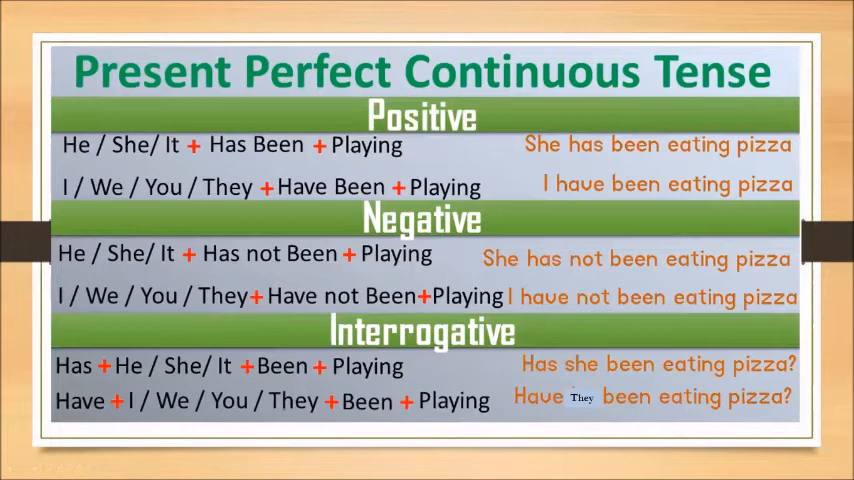 Present Perfect Continuous Tense
Positive
He / She/ It + Has Been + Playing She has been eating pizza
I / We / You / They + Have Been + Playing I have been eating pizza
Negative
He / She/ It + Has not Been + Playing She has not been eating pizza
I / We / You / They+ Have not Been+Playing I have not been eating pizza
Interrogative
Has + He / She/ It +Been + Playing Has she been eating pizza?
Have + I / We / You / They +Been + Playing Have They been eating pizza?